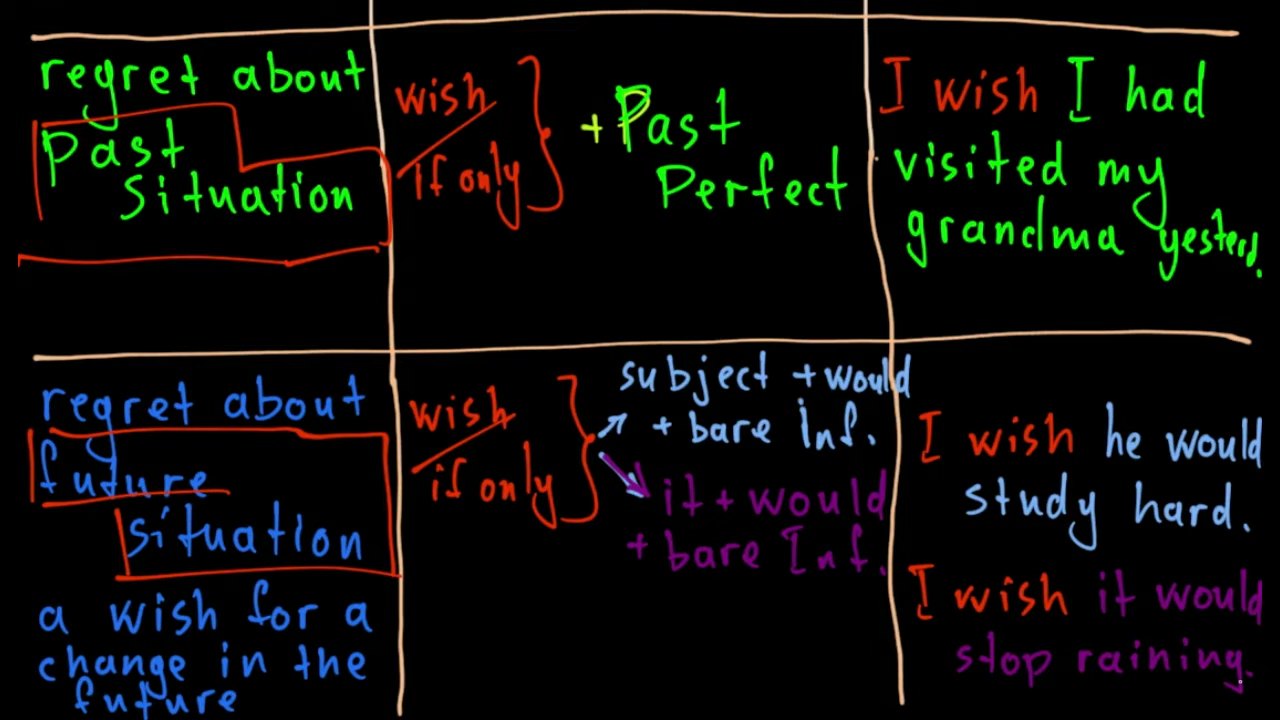 regret about
Past
Situation
wish
if only
+ Past
Perfect
I wish I had
visited my
grandma yesterd.
regret about
future
situation
a wish for a
change in the
future
wish
if only
subject + would
+ bare Inf.
it + would
+ bare Inf.
I wish he would
study hard.
I wish it would
stop raining.